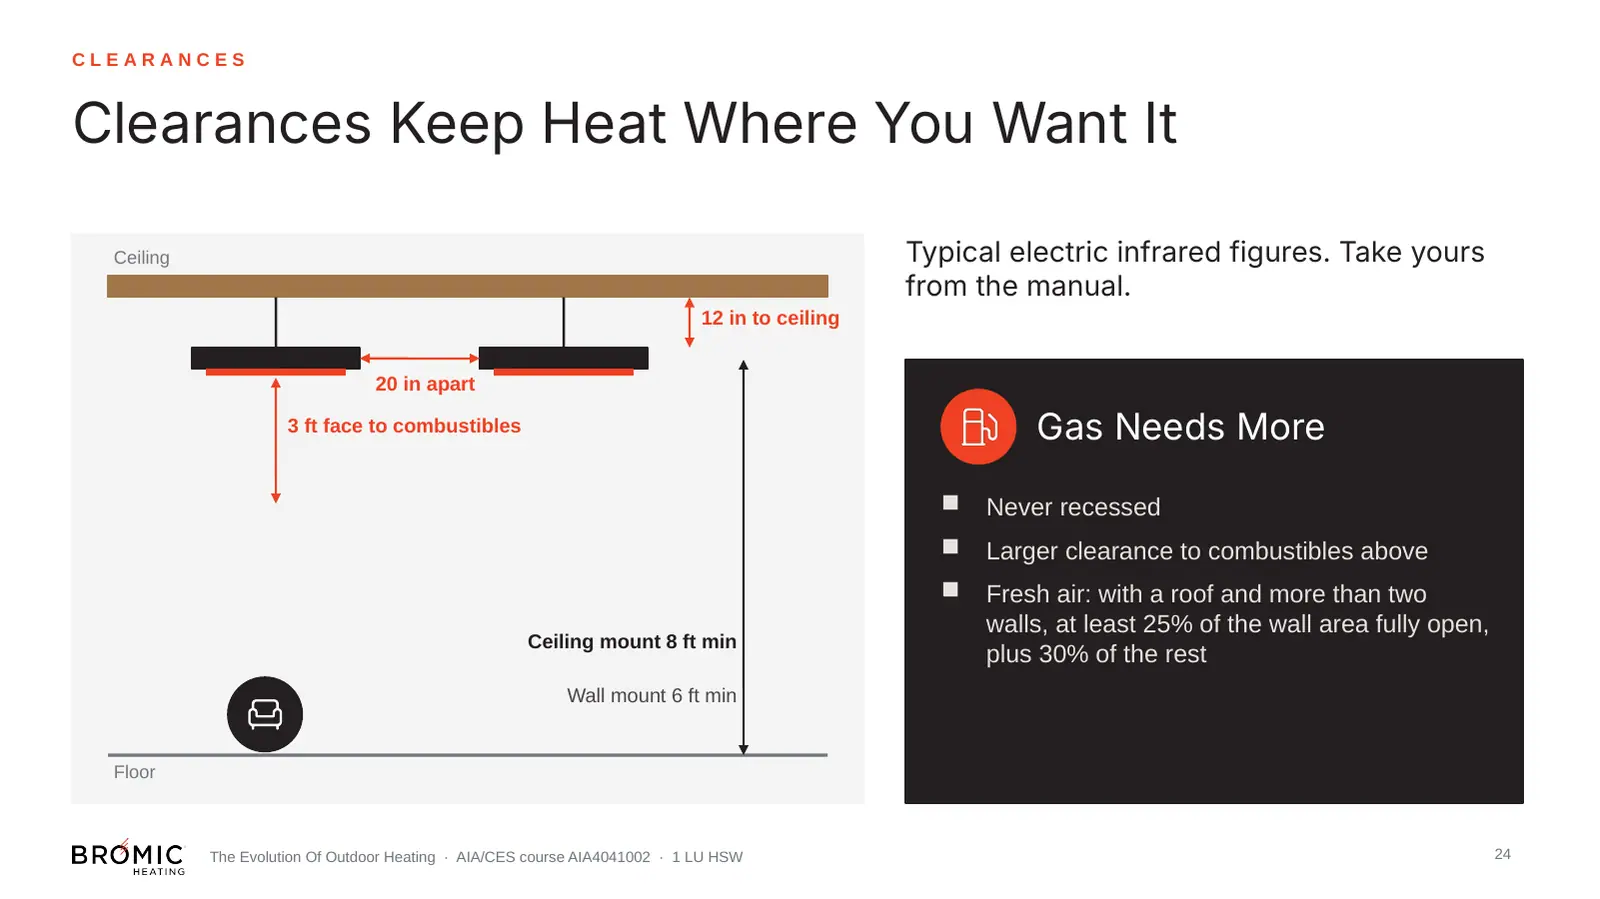 CLEARANCES
Clearances Keep Heat Where You Want It
Ceiling
12 in to ceiling
20 in apart
3 ft face to combustibles
Ceiling mount 8 ft min
Wall mount 6 ft min
Floor
Typical electric infrared figures. Take yours
from the manual.
Gas Needs More
Never recessed
Larger clearance to combustibles above
Fresh air: with a roof and more than two
walls, at least 25% of the wall area fully open,
plus 30% of the rest
BROMIC
HEATING
The Evolution Of Outdoor Heating · AIA/CES course AIA4041002 · 1 LU HSW
24